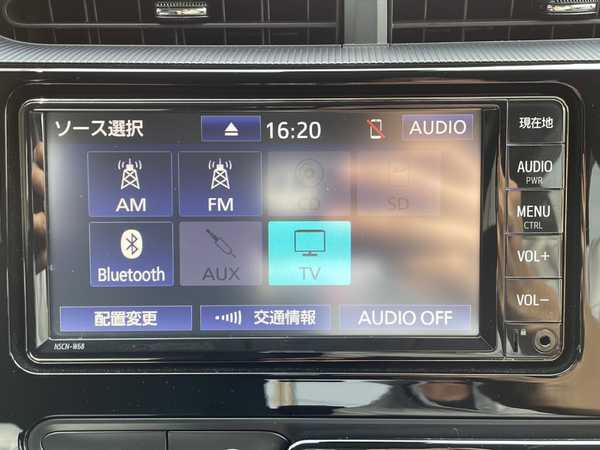 ソース選択 16:20 AUDIO
AM FM CD SD
Bluetooth AUX TV
配置変更 交通情報 AUDIO OFF
NSCN-W68
現在地
AUDIO
PWR
MENU
CTRL
VOL+
VOL−